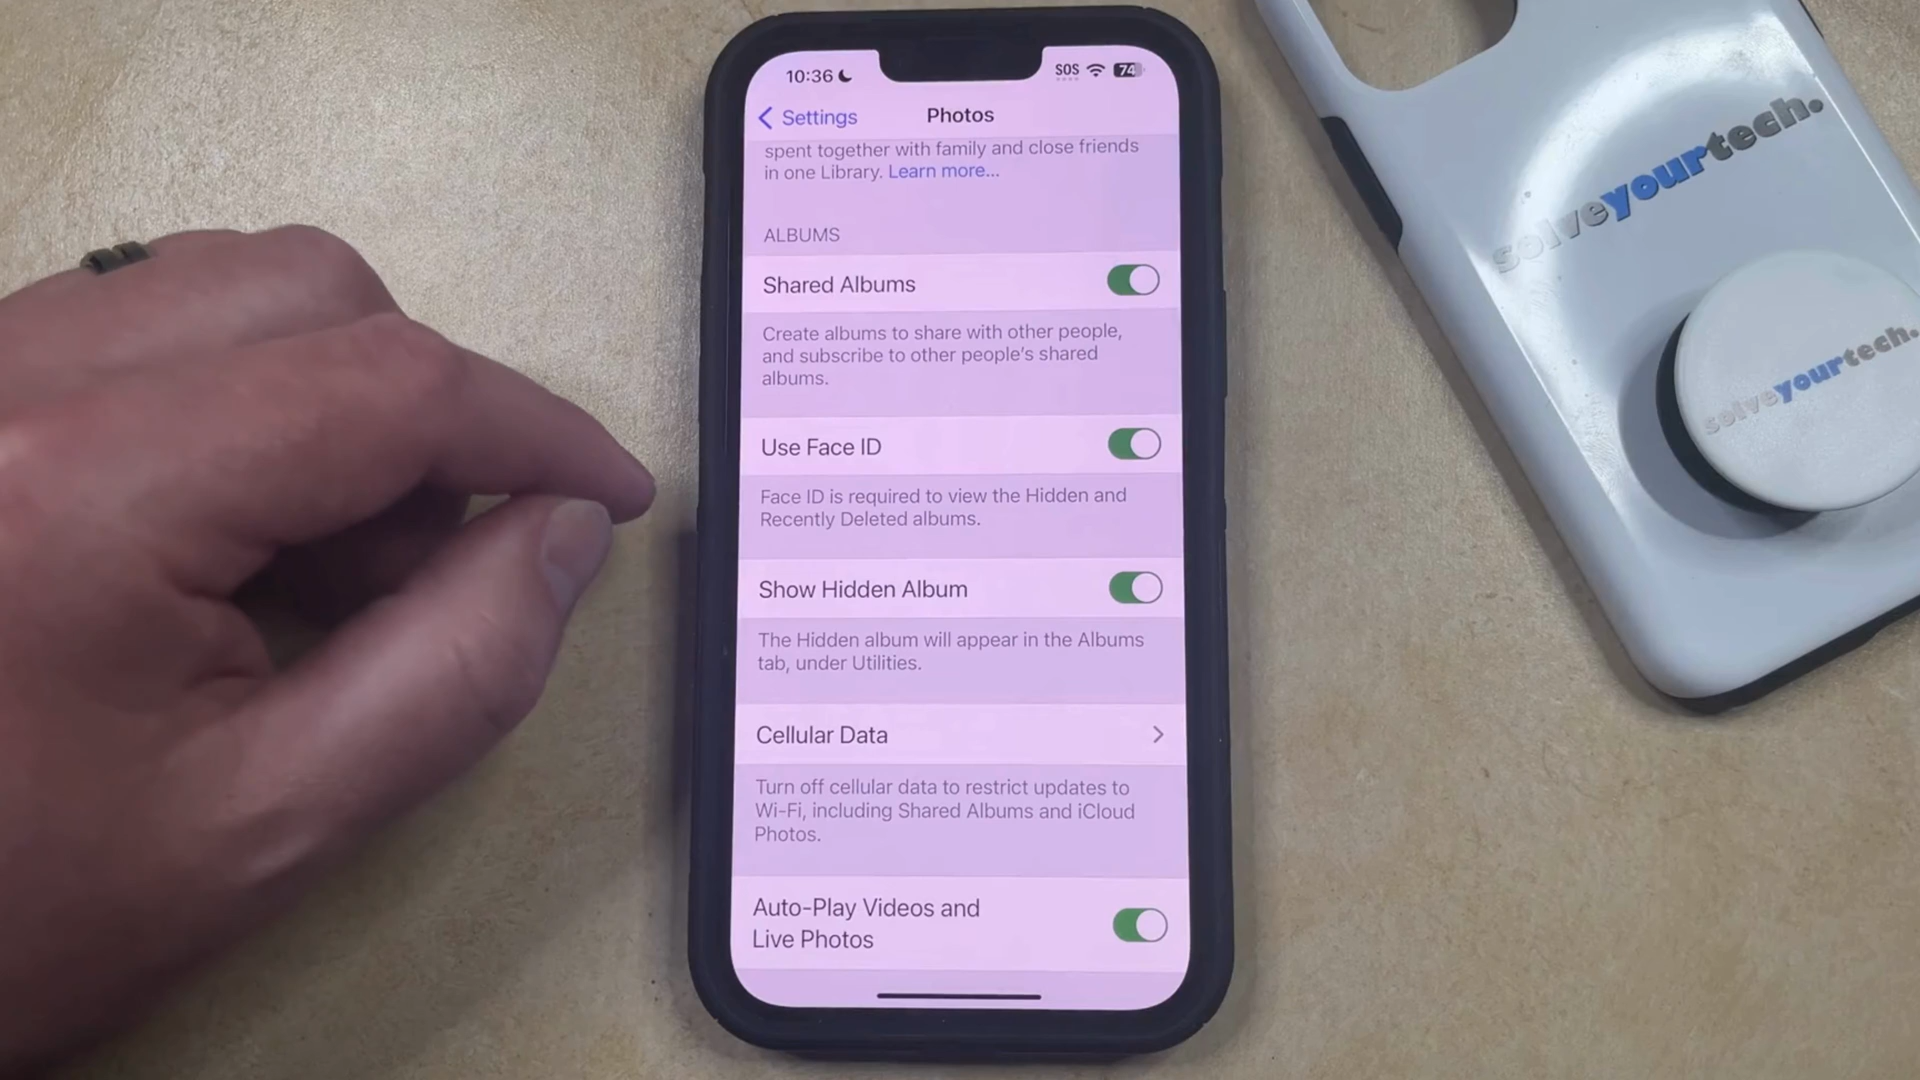 10:36
SOS
74
Settings
Photos
spent together with family and close friends
in one Library. Learn more...
ALBUMS
Shared Albums
Create albums to share with other people,
and subscribe to other people's shared
albums.
Use Face ID
Face ID is required to view the Hidden and
Recently Deleted albums.
Show Hidden Album
The Hidden album will appear in the Albums
tab, under Utilities.
Cellular Data
Turn off cellular data to restrict updates to
Wi-Fi, including Shared Albums and iCloud
Photos.
Auto-Play Videos and
Live Photos
solveyourtech.
solveyourtech.